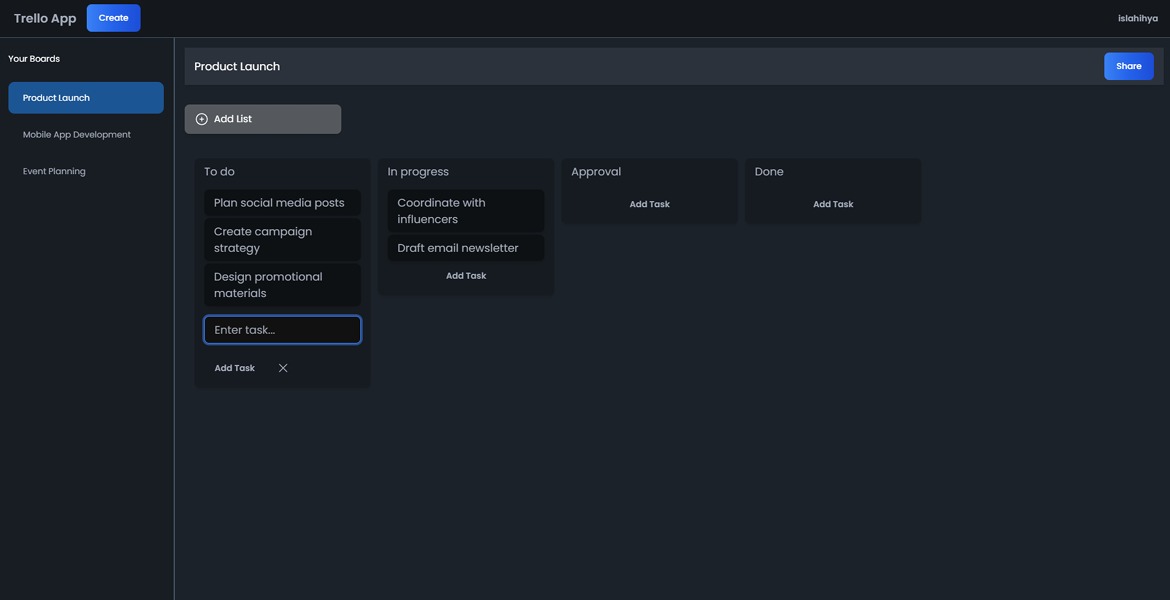 Trello App
Create
islahihya
Your Boards
Product Launch
Mobile App Development
Event Planning
Product Launch
Share
Add List
To do
Plan social media posts
Create campaign
strategy
Design promotional
materials
Enter task...
Add Task
In progress
Coordinate with
influencers
Draft email newsletter
Add Task
Approval
Add Task
Done
Add Task